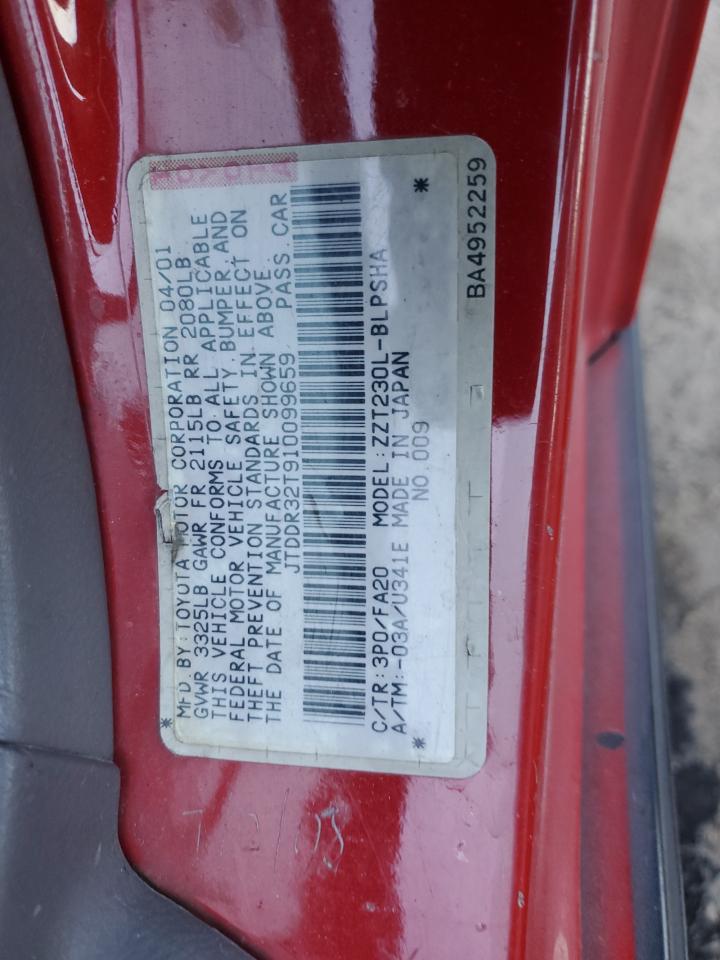 MFD. BY: TOYOTA MOTOR CORPORATION 04/01
GVWR 3325LB GAWR FR 2115LB RR 2080LB
THIS VEHICLE CONFORMS TO ALL APPLICABLE
FEDERAL MOTOR VEHICLE SAFETY, BUMPER, AND
THEFT PREVENTION STANDARDS IN EFFECT ON
THE DATE OF MANUFACTURE SHOWN ABOVE
JTDDR32T910099659 PASS. CAR
C/TR: 3P0/FA20 MODEL: ZZT230L-BLPSHA
A/TM: -03A/U341E MADE IN JAPAN
NO 009
BA4952259